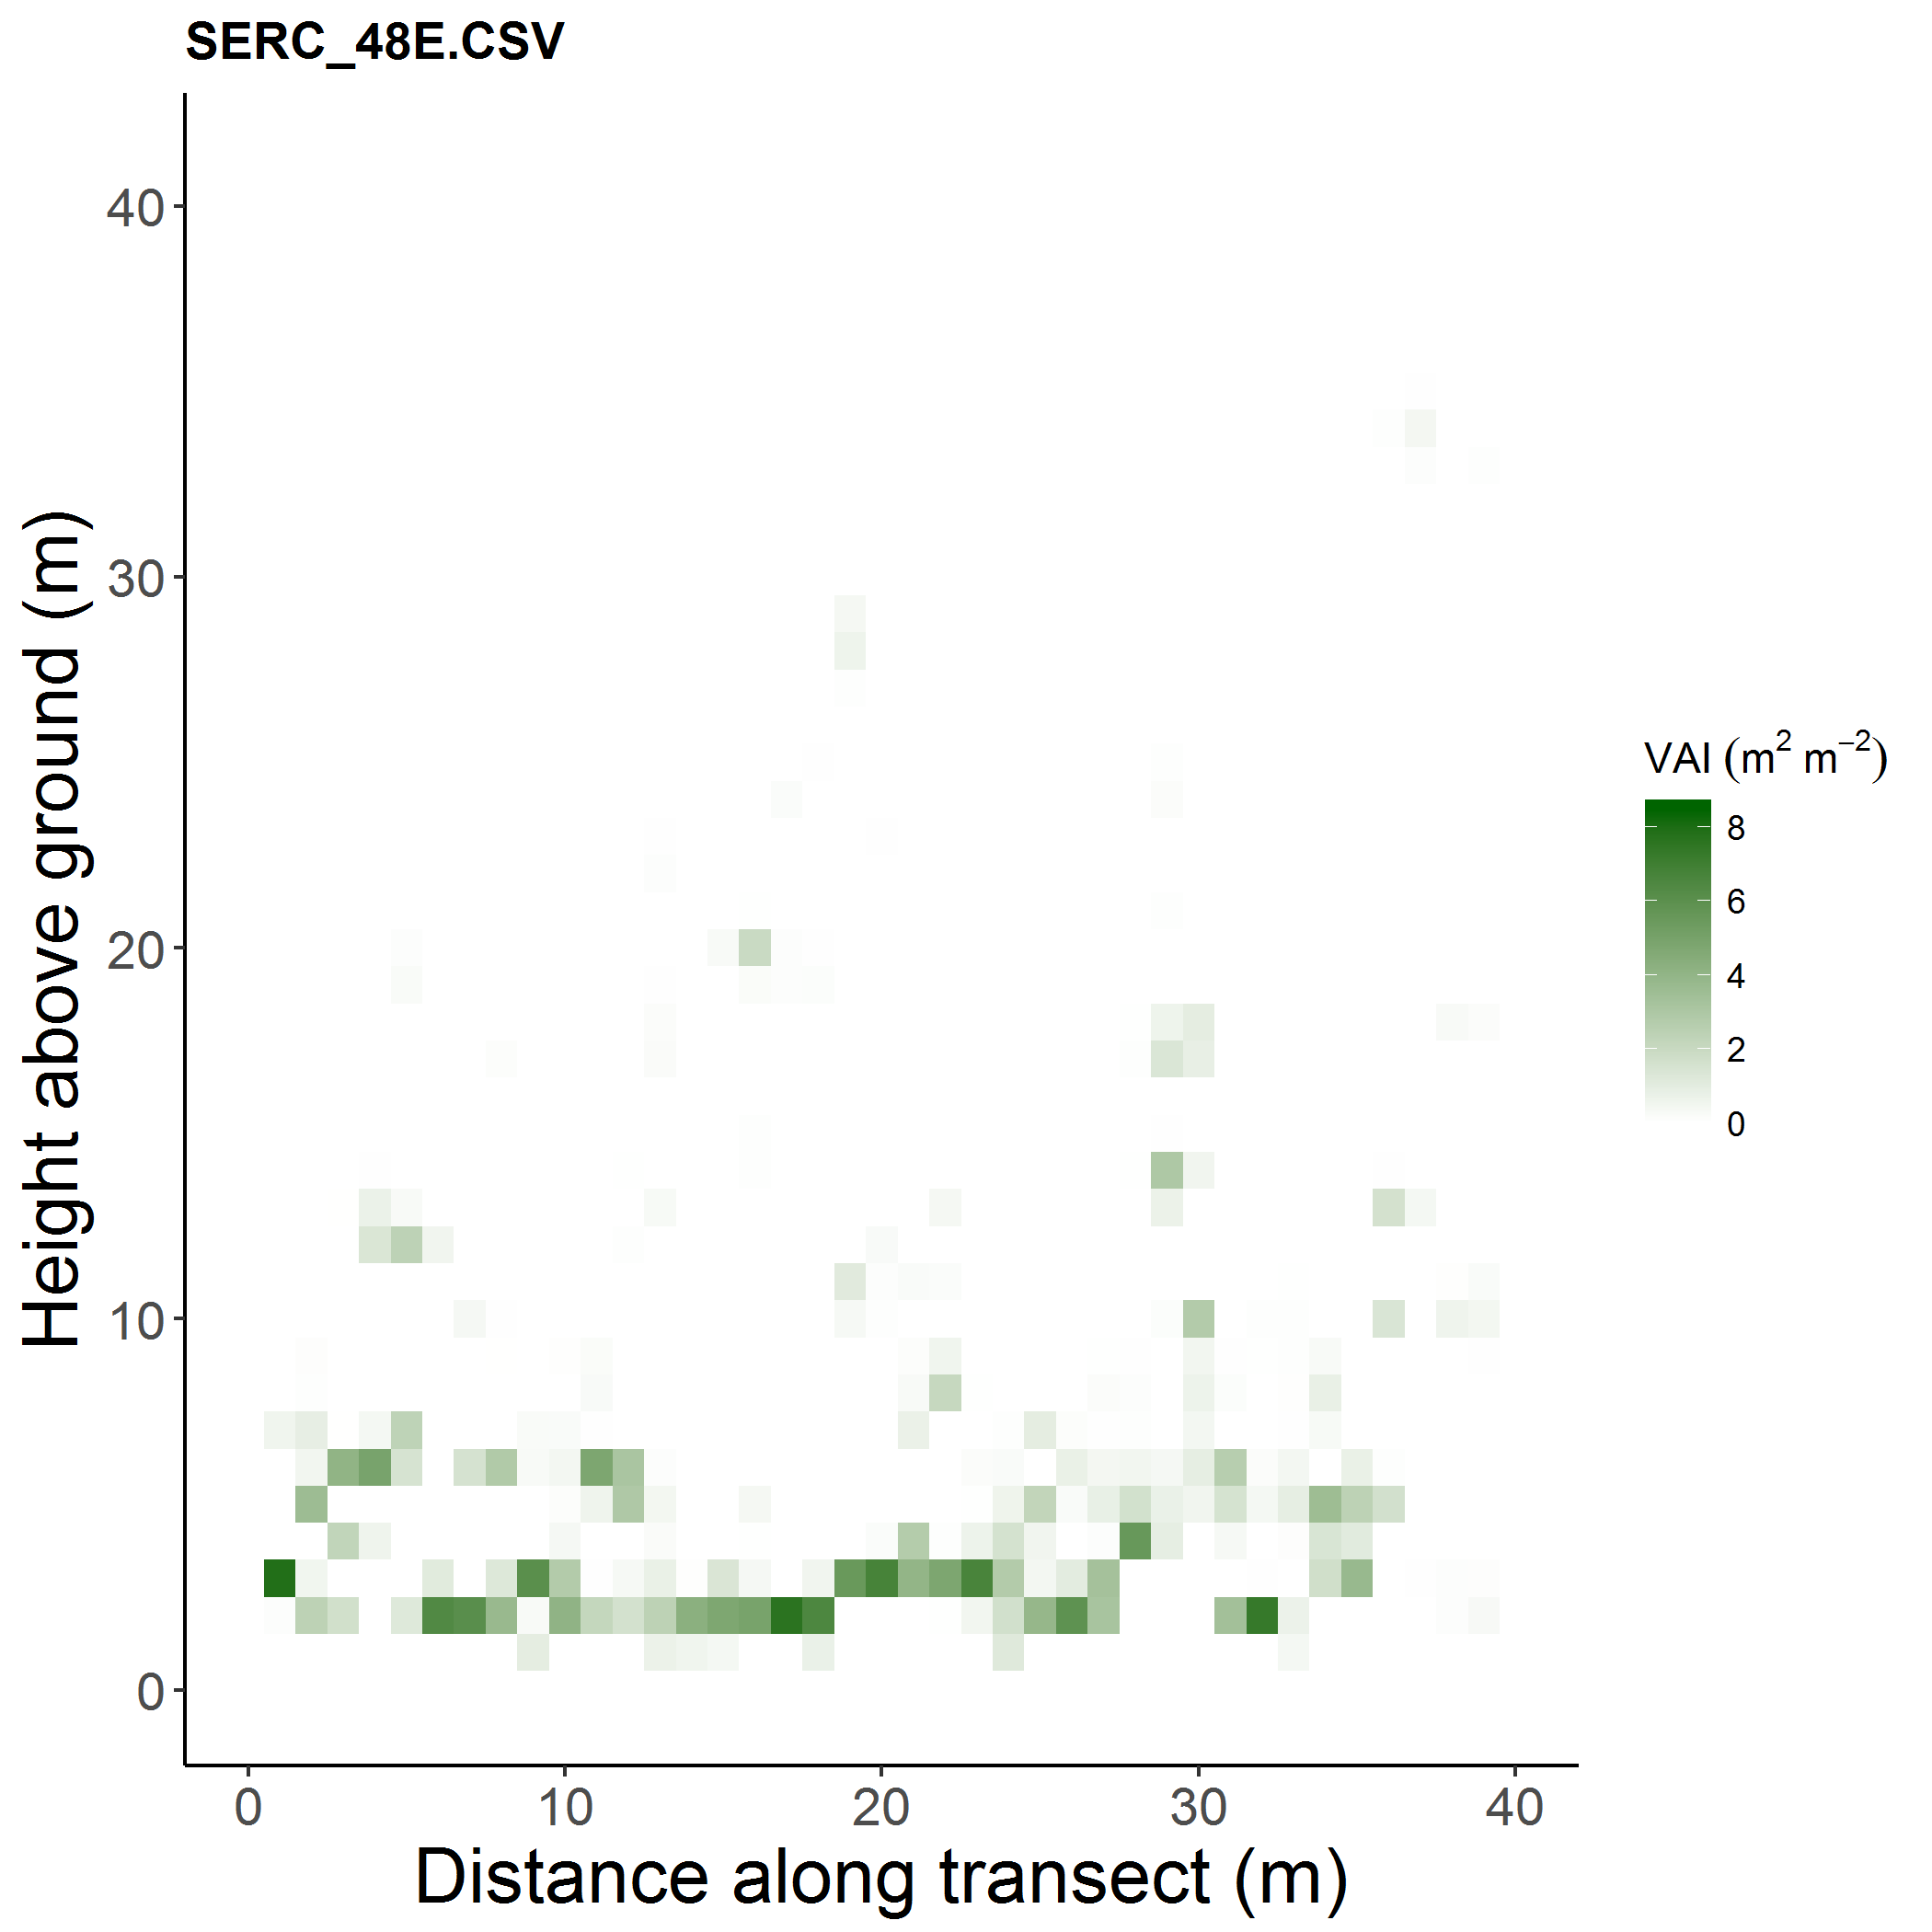 SERC_48E.CSV
Height above ground (m)
40
30
20
10
0
0 10 20 30 40
Distance along transect (m)
VAI (m² m⁻²)
8
6
4
2
0